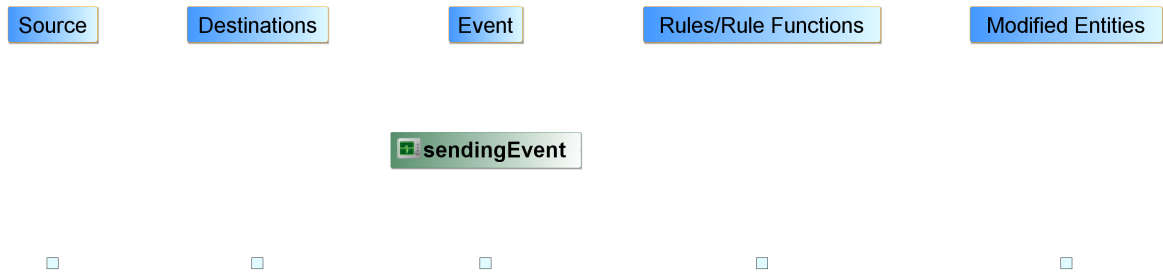 Source
Destinations
Event
Rules/Rule Functions
Modified Entities
sendingEvent